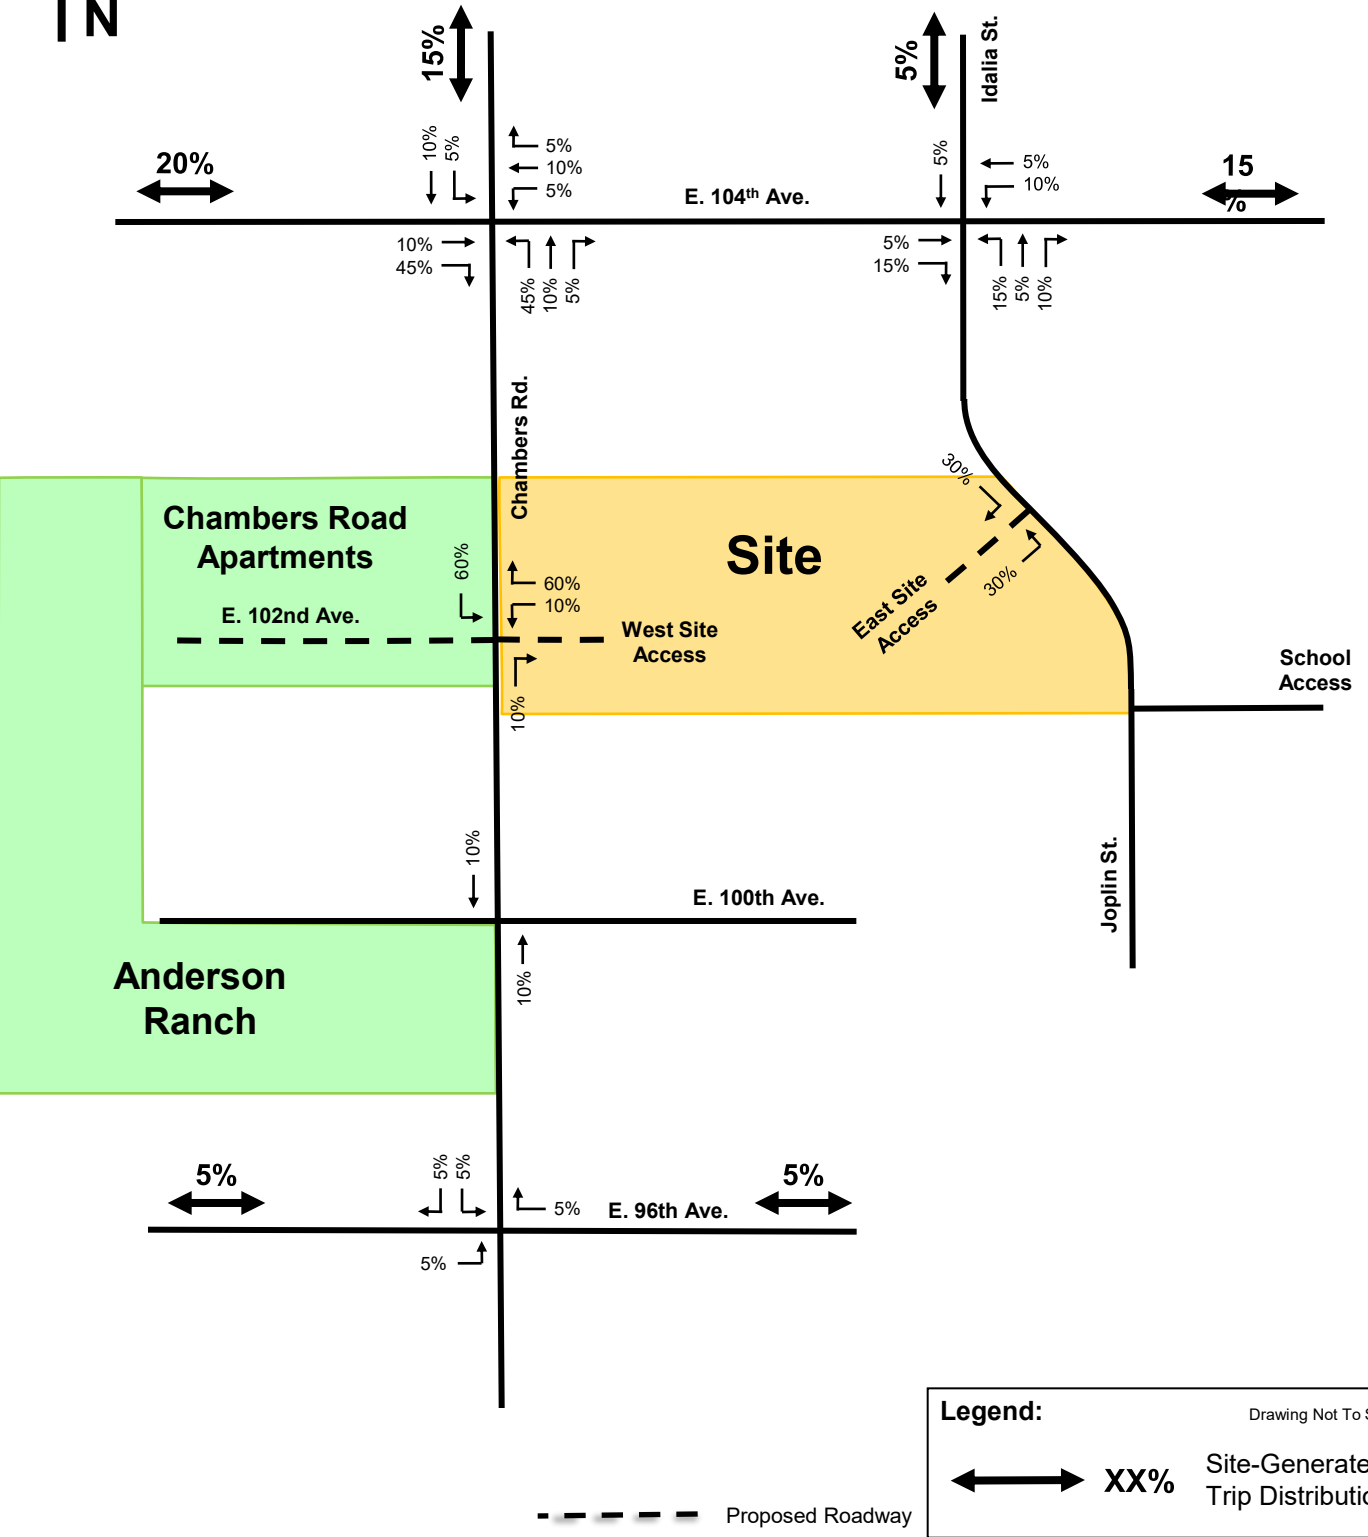 N
15%
5%
Idalia St.
10%
5%
5%
10%
5%
5%
5%
10%
20%
15
%
E. 104th Ave.
10%
45%
45%
10%
5%
5%
15%
15%
5%
10%
Chambers Rd.
30%
Chambers Road
Apartments
Site
60%
60%
10%
30%
E. 102nd Ave.
West Site
Access
East Site
Access
School
Access
10%
10%
E. 100th Ave.
Joplin St.
10%
Anderson
Ranch
5%
5%
5%
5%
5%
E. 96th Ave.
5%
Legend:
Drawing Not To S
XX%
Site-Generate
Trip Distributio
Proposed Roadway